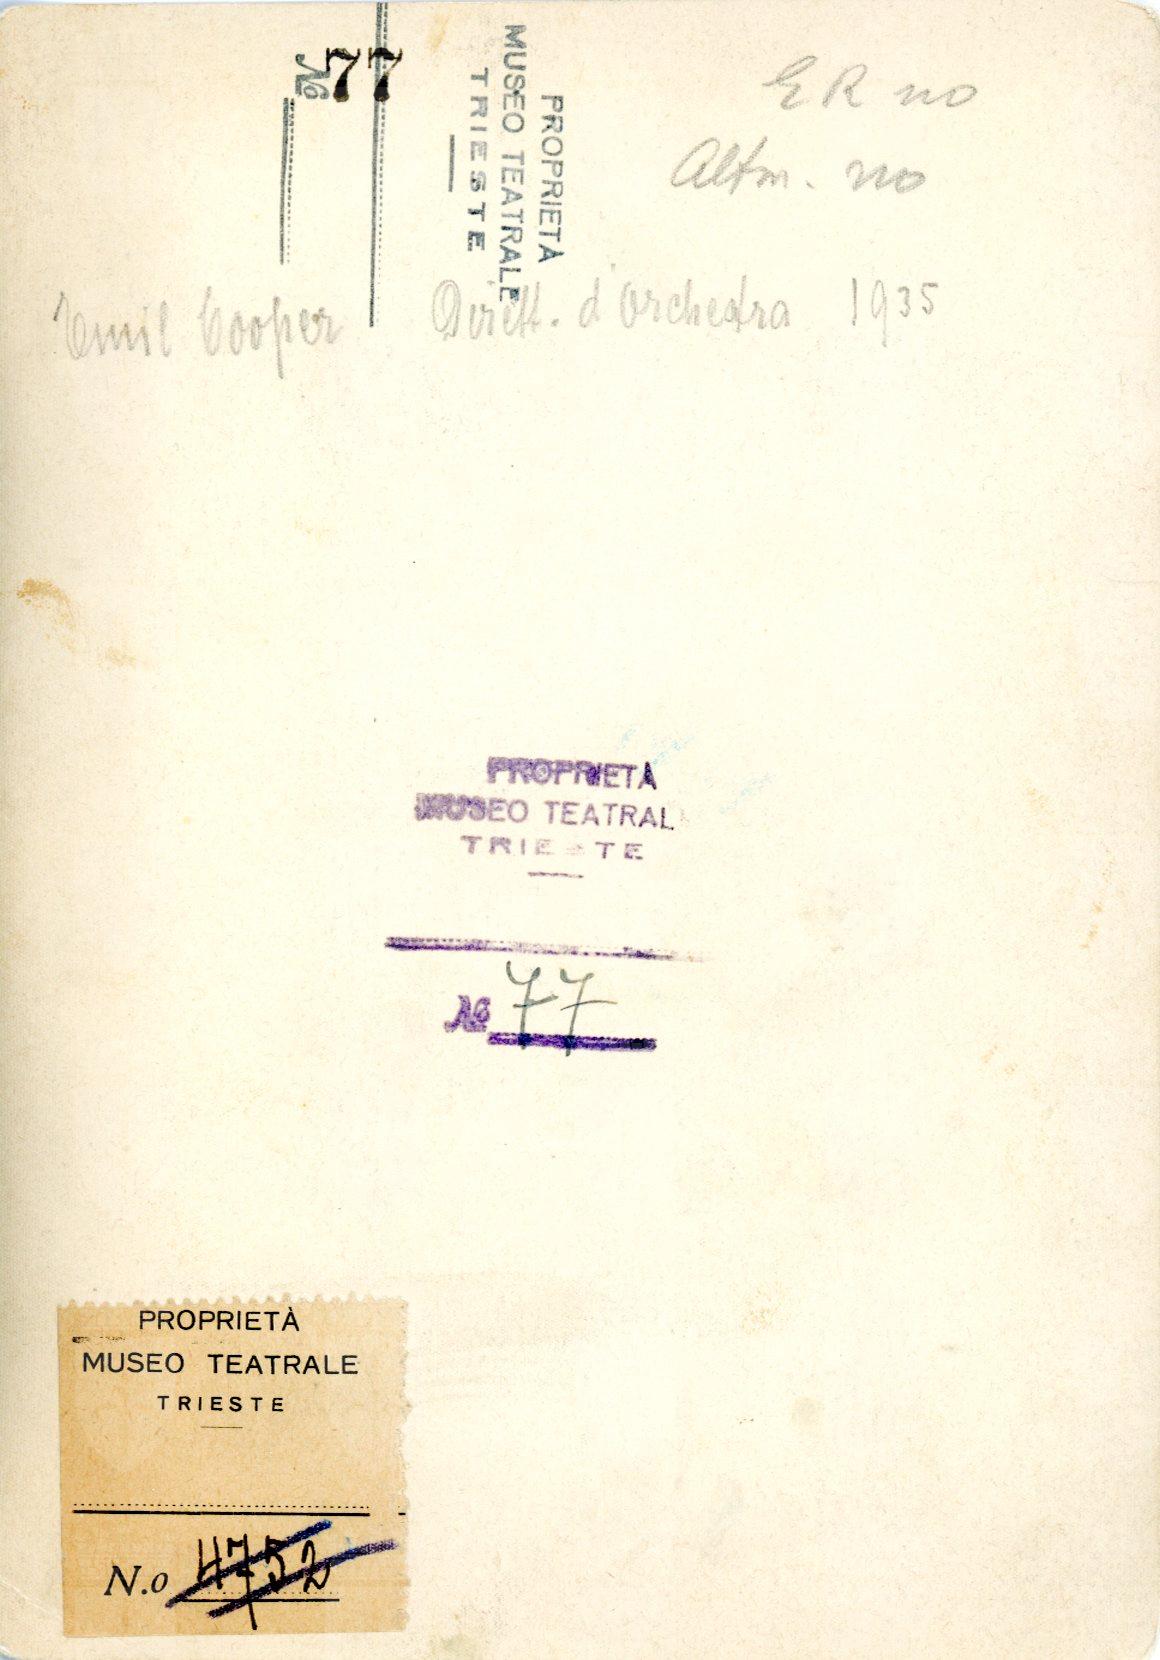 № 77
PROPRIETÀ
MUSEO TEATRALE
TRIESTE
ER no
Altm. no
Emil Cooper Dirett. d'orchestra 1935
PROPRIETÀ
MUSEO TEATRAL
TRIESTE
№ 77
PROPRIETÀ
MUSEO TEATRALE
TRIESTE
N.o 4752